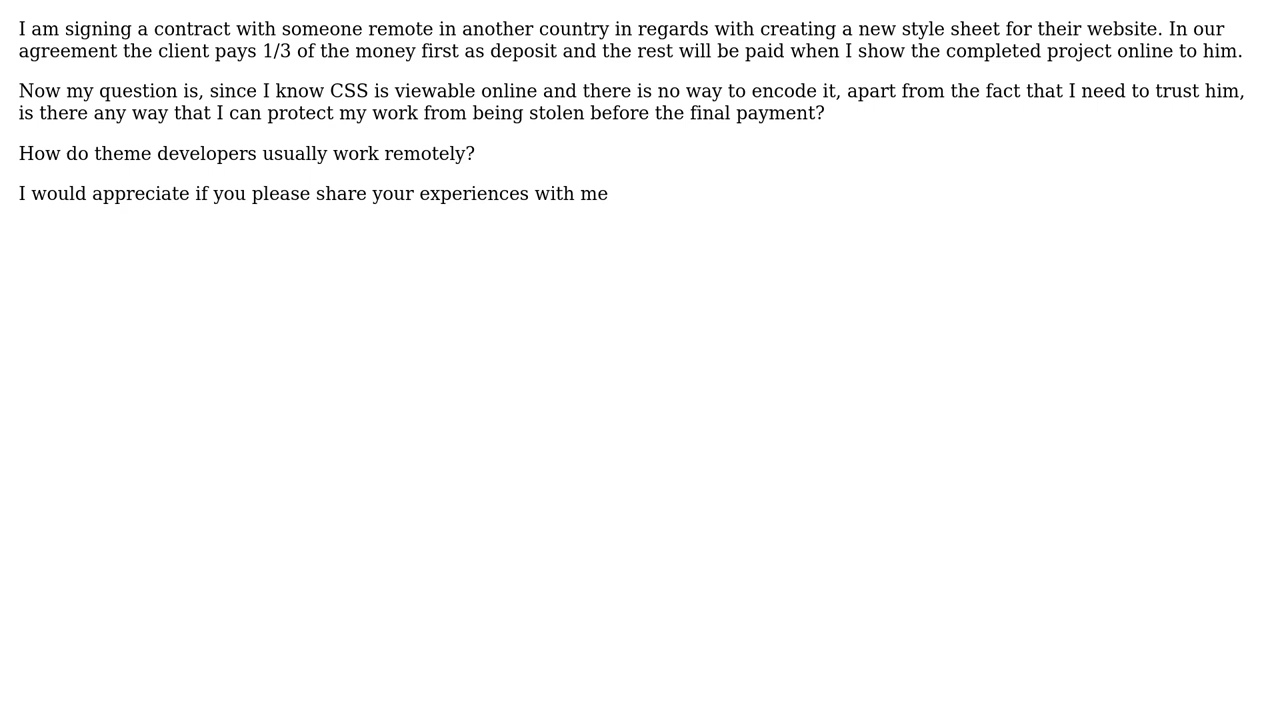 I am signing a contract with someone remote in another country in regards with creating a new style sheet for their website. In our
agreement the client pays 1/3 of the money first as deposit and the rest will be paid when I show the completed project online to him.
Now my question is, since I know CSS is viewable online and there is no way to encode it, apart from the fact that I need to trust him,
is there any way that I can protect my work from being stolen before the final payment?
How do theme developers usually work remotely?
I would appreciate if you please share your experiences with me